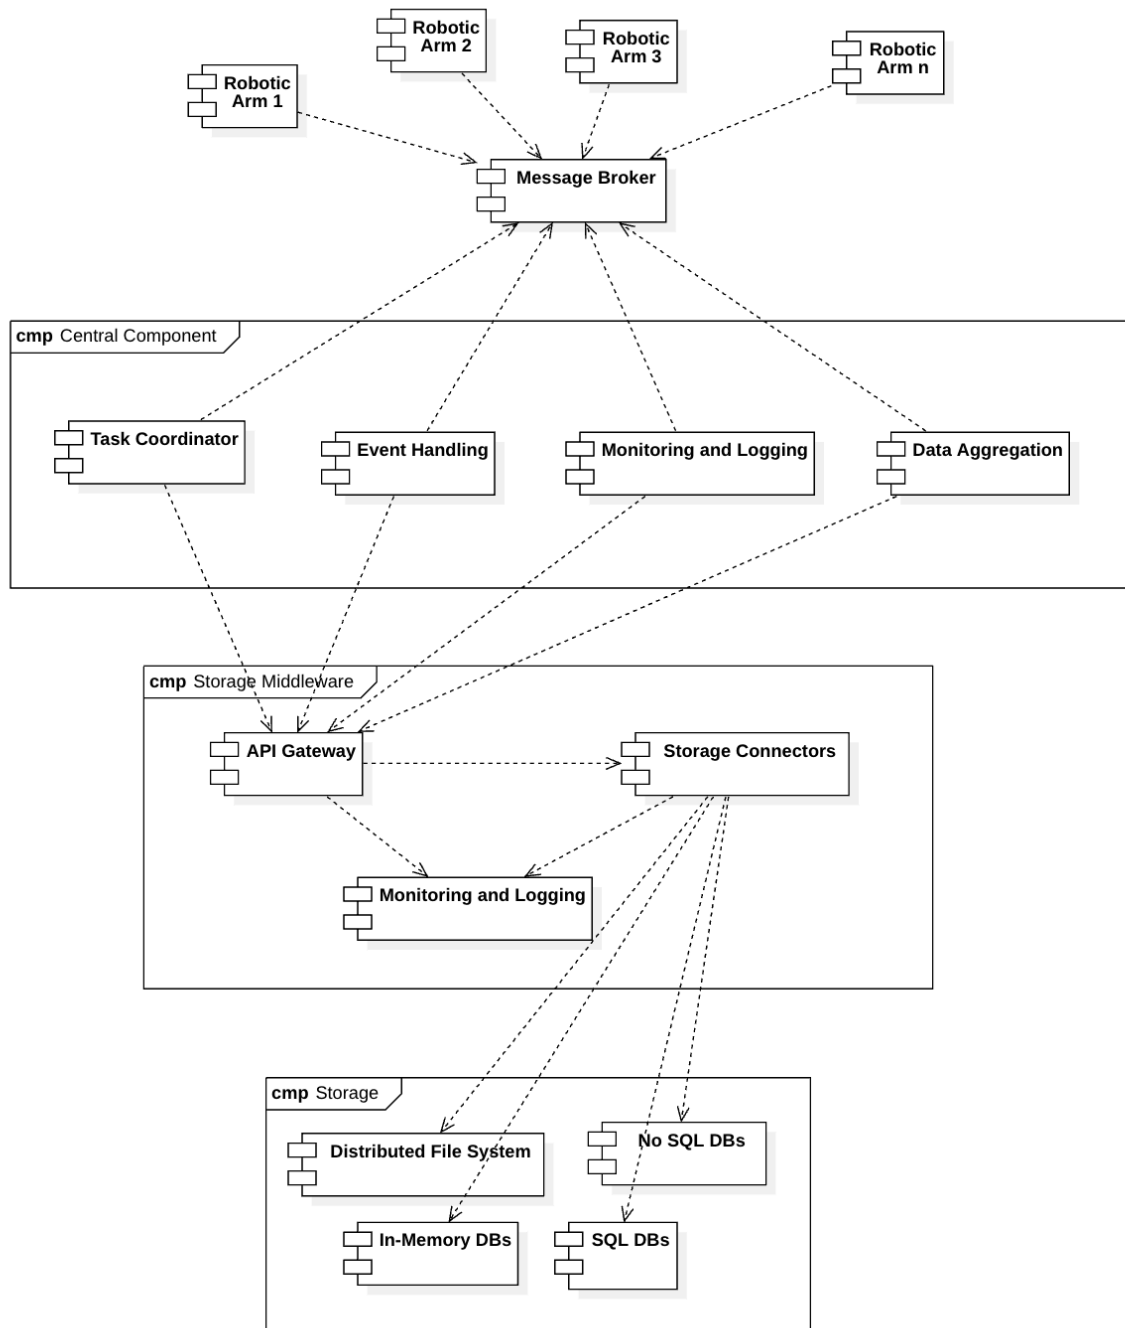 Robotic
Arm 1
Robotic
Arm 2
Robotic
Arm 3
Robotic
Arm n
Message Broker
cmp Central Component
Task Coordinator
Event Handling
Monitoring and Logging
Data Aggregation
cmp Storage Middleware
API Gateway
Storage Connectors
Monitoring and Logging
cmp Storage
Distributed File System
No SQL DBs
In-Memory DBs
SQL DBs